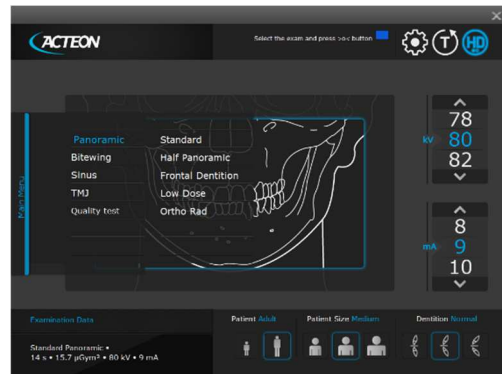 ACTEON
Select the exam and press >o< button
T
HD
Main Menu
Panoramic
Bitewing
Sinus
TMJ
Quality test
Standard
Half Panoramic
Frontal Dentition
Low Dose
Ortho Rad
78
kV 80
82
8
mA 9
10
Examination Data
Standard Panoramic •
14 s • 15.7 µGym² • 80 kV • 9 mA
Patient Adult
Patient Size Medium
Dentition Normal